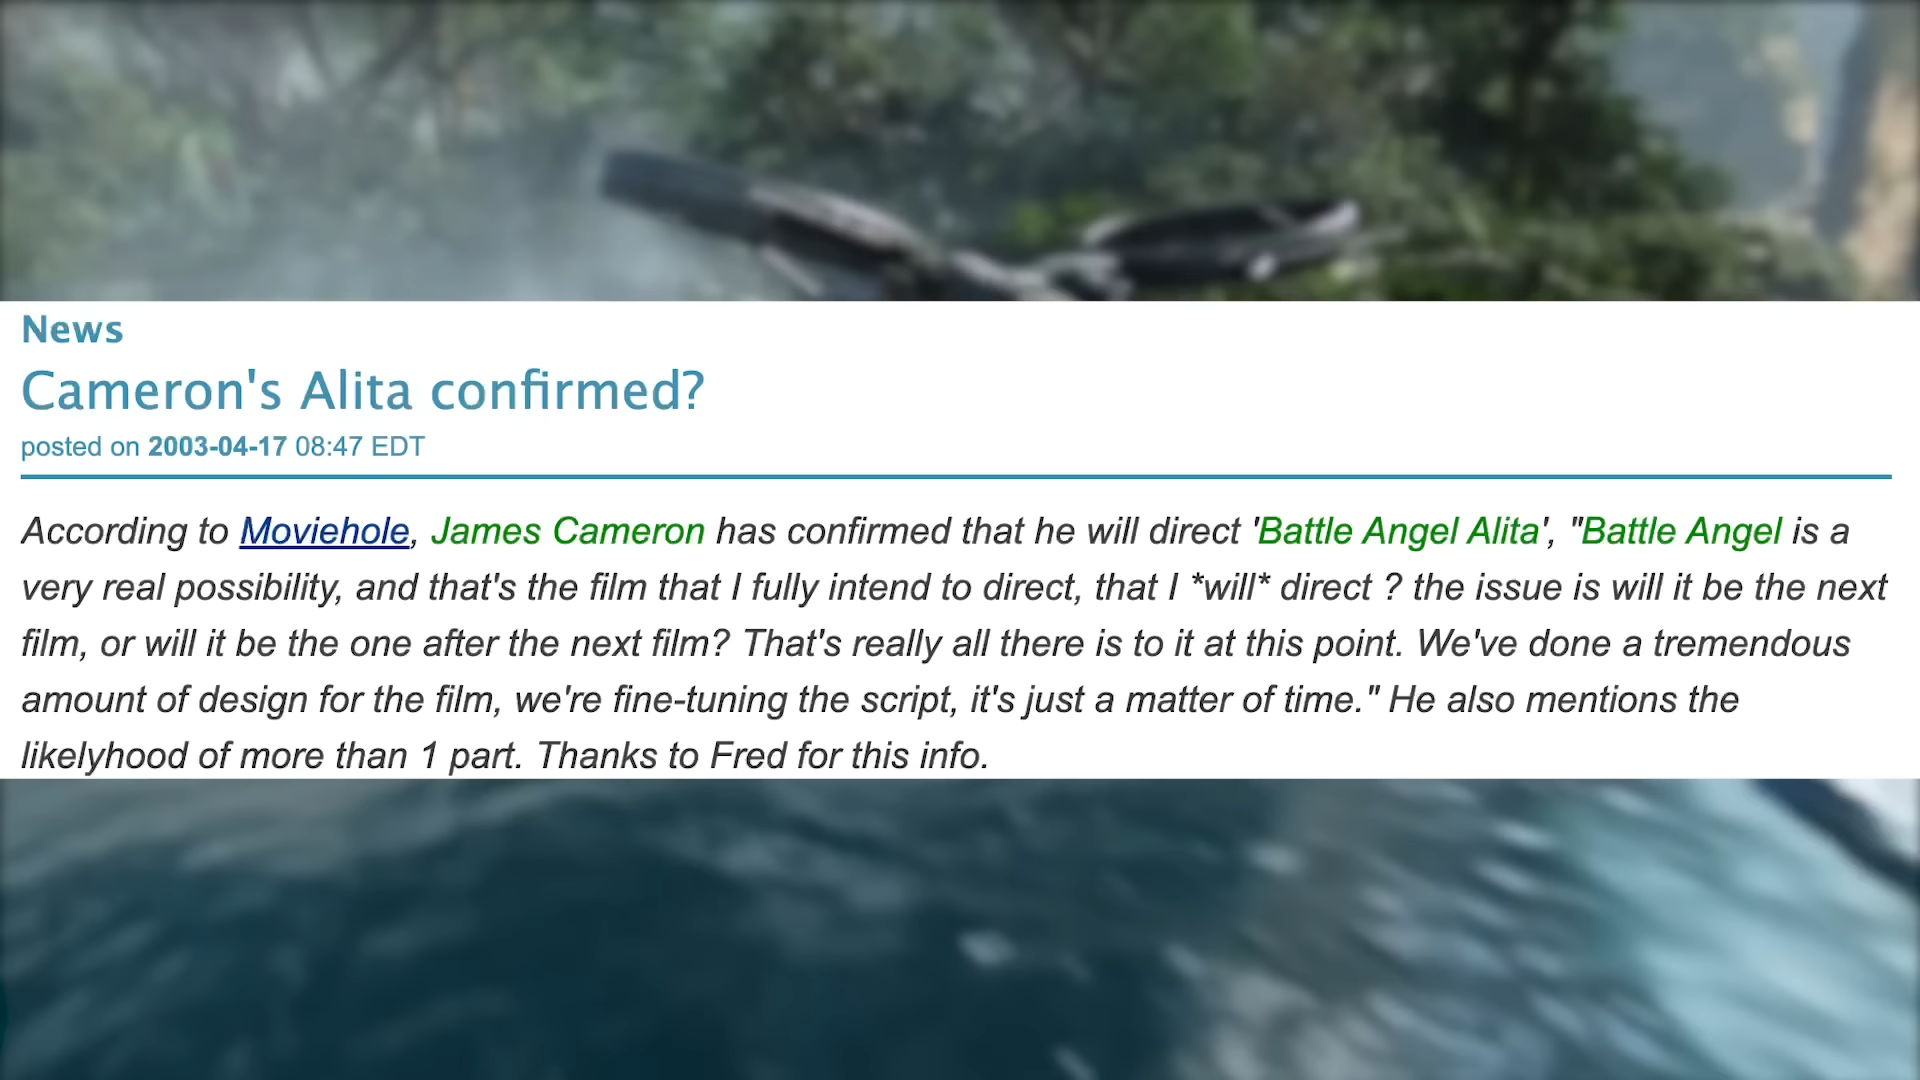 News
Cameron's Alita confirmed?
posted on 2003-04-17 08:47 EDT
According to Moviehole, James Cameron has confirmed that he will direct 'Battle Angel Alita', "Battle Angel is a
very real possibility, and that's the film that I fully intend to direct, that I *will* direct ? the issue is will it be the next
film, or will it be the one after the next film? That's really all there is to it at this point. We've done a tremendous
amount of design for the film, we're fine-tuning the script, it's just a matter of time." He also mentions the
likelyhood of more than 1 part. Thanks to Fred for this info.